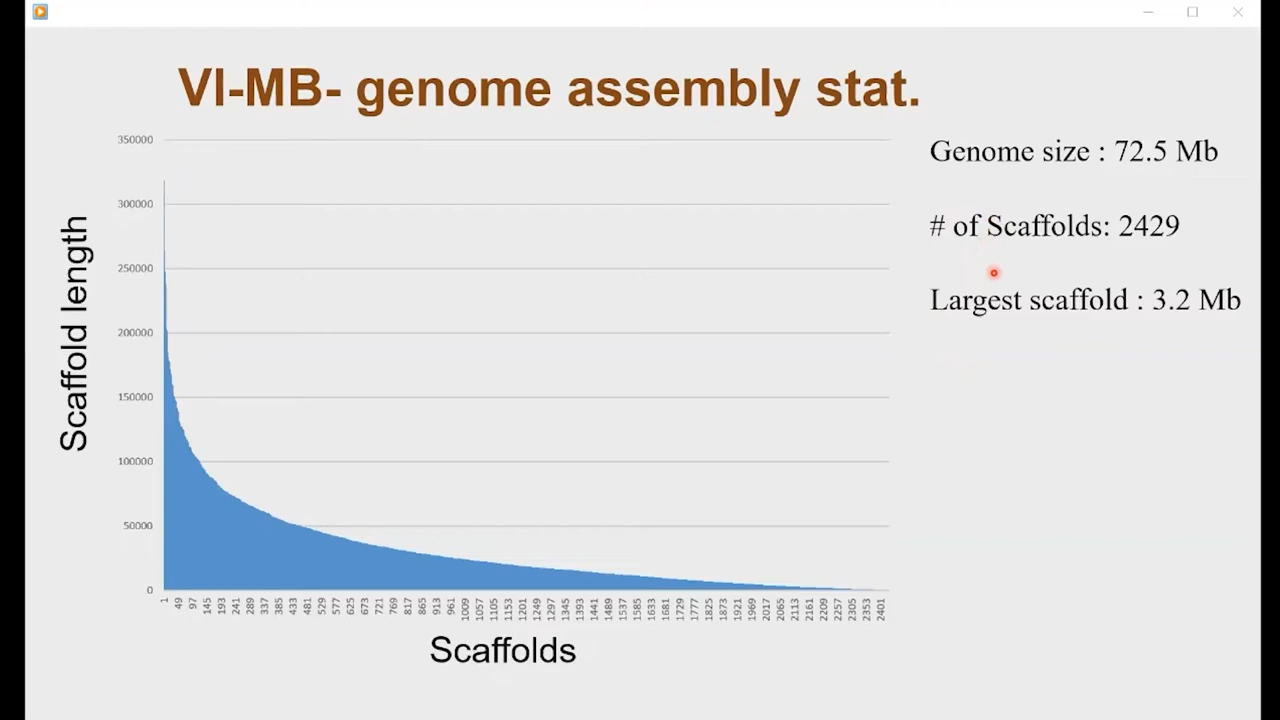 VI-MB- genome assembly stat.
350000
300000
250000
200000
150000
100000
50000
0
Scaffold length
1 49 97 145 193 241 289 337 385 433 481 529 577 625 673 721 769 817 865 913 961 1009 1057 1105 1153 1201 1249 1297 1345 1393 1441 1489 1537 1585 1633 1681 1729 1777 1825 1873 1921 1969 2017 2065 2113 2161 2209 2257 2305 2353 2401
Scaffolds
Genome size : 72.5 Mb
# of Scaffolds: 2429
Largest scaffold : 3.2 Mb